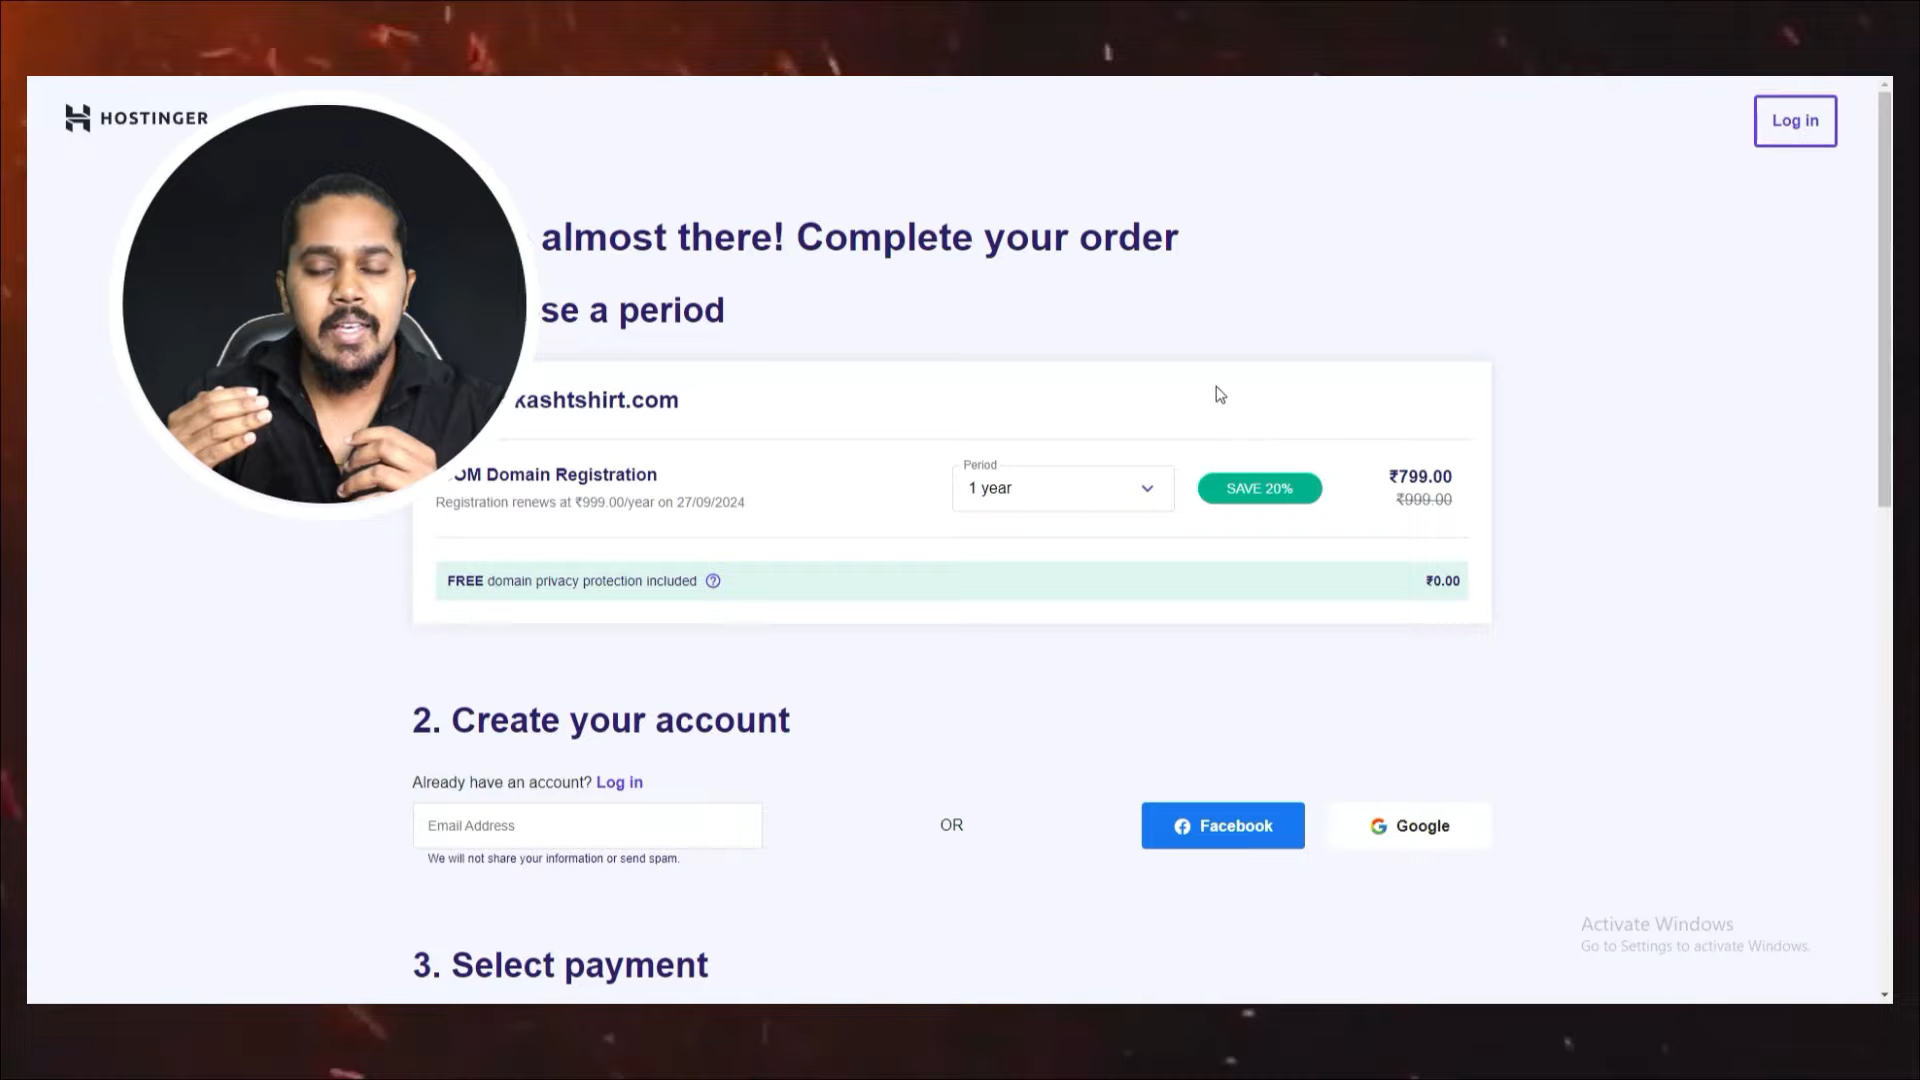 HOSTINGER
Log in
almost there! Complete your order
se a period
kashtshirt.com
OM Domain Registration
Registration renews at ₹999.00/year on 27/09/2024
Period
1 year
SAVE 20%
₹799.00
₹999.00
FREE domain privacy protection included
₹0.00
2. Create your account
Already have an account? Log in
Email Address
We will not share your information or send spam.
OR
Facebook
Google
Activate Windows
Go to Settings to activate Windows.
3. Select payment